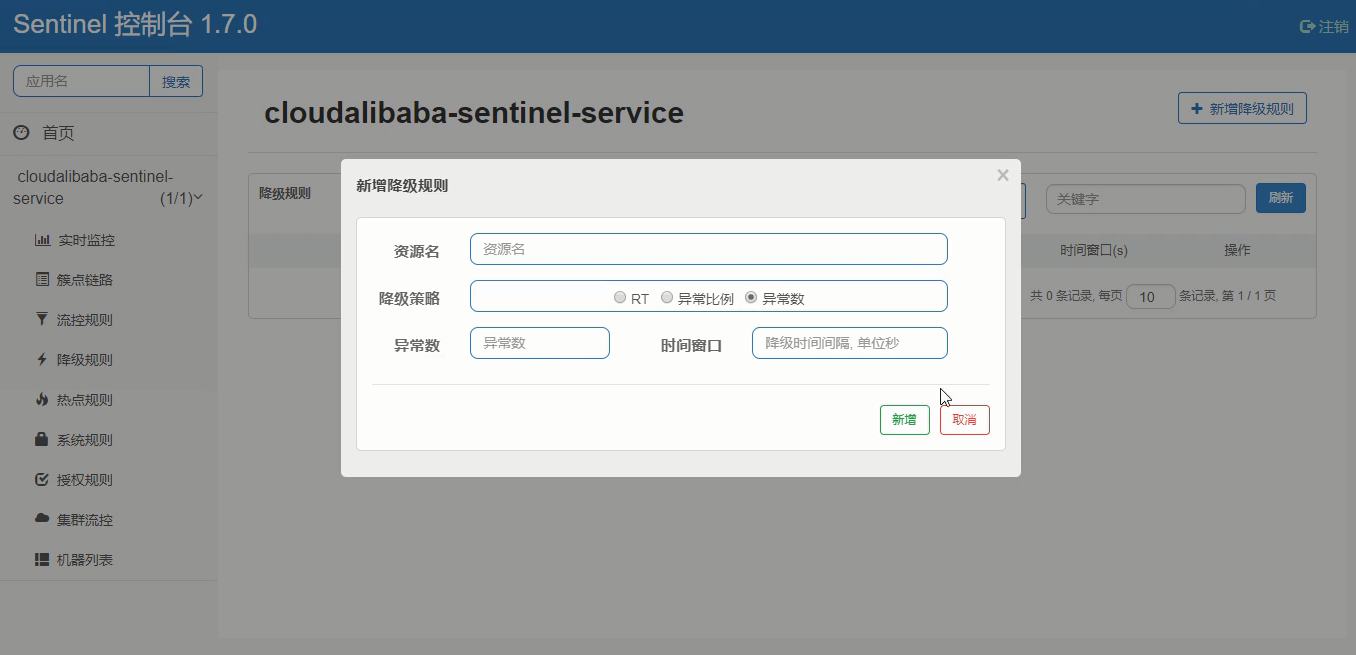 Sentinel 控制台 1.7.0
注销
应用名
搜索
首页
cloudalibaba-sentinel-
service
(1/1)
实时监控
簇点链路
流控规则
降级规则
热点规则
系统规则
授权规则
集群流控
机器列表
cloudalibaba-sentinel-service
新增降级规则
降级规则
关键字
刷新
时间窗口(s)
操作
共 0 条记录, 每页 10 条记录, 第 1 / 1 页
新增降级规则
×
资源名
资源名
降级策略
RT 异常比例 异常数
异常数
异常数
时间窗口
降级时间间隔, 单位秒
新增
取消